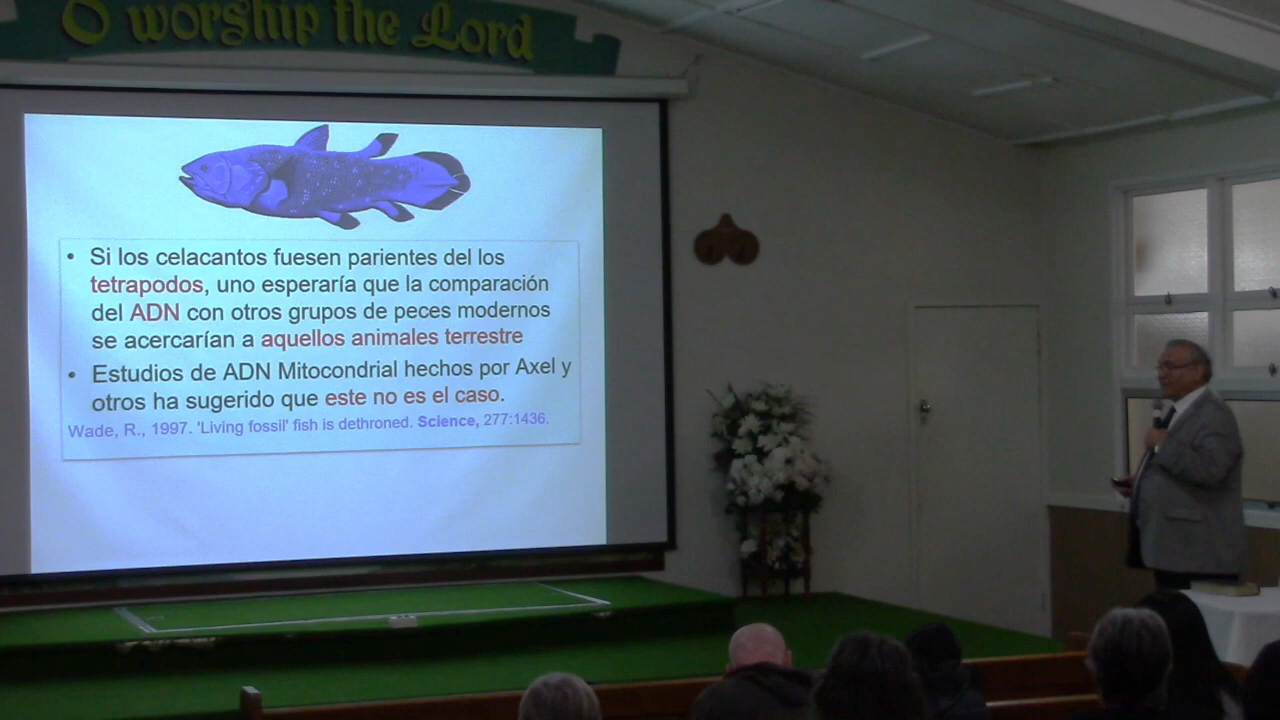 O worship the Lord
• Si los celacantos fuesen parientes del los
tetrapodos, uno esperaría que la comparación
del ADN con otros grupos de peces modernos
se acercarían a aquellos animales terrestre
• Estudios de ADN Mitocondrial hechos por Axel y
otros ha sugerido que este no es el caso.
Wade, R., 1997. 'Living fossil' fish is dethroned. Science, 277:1436.